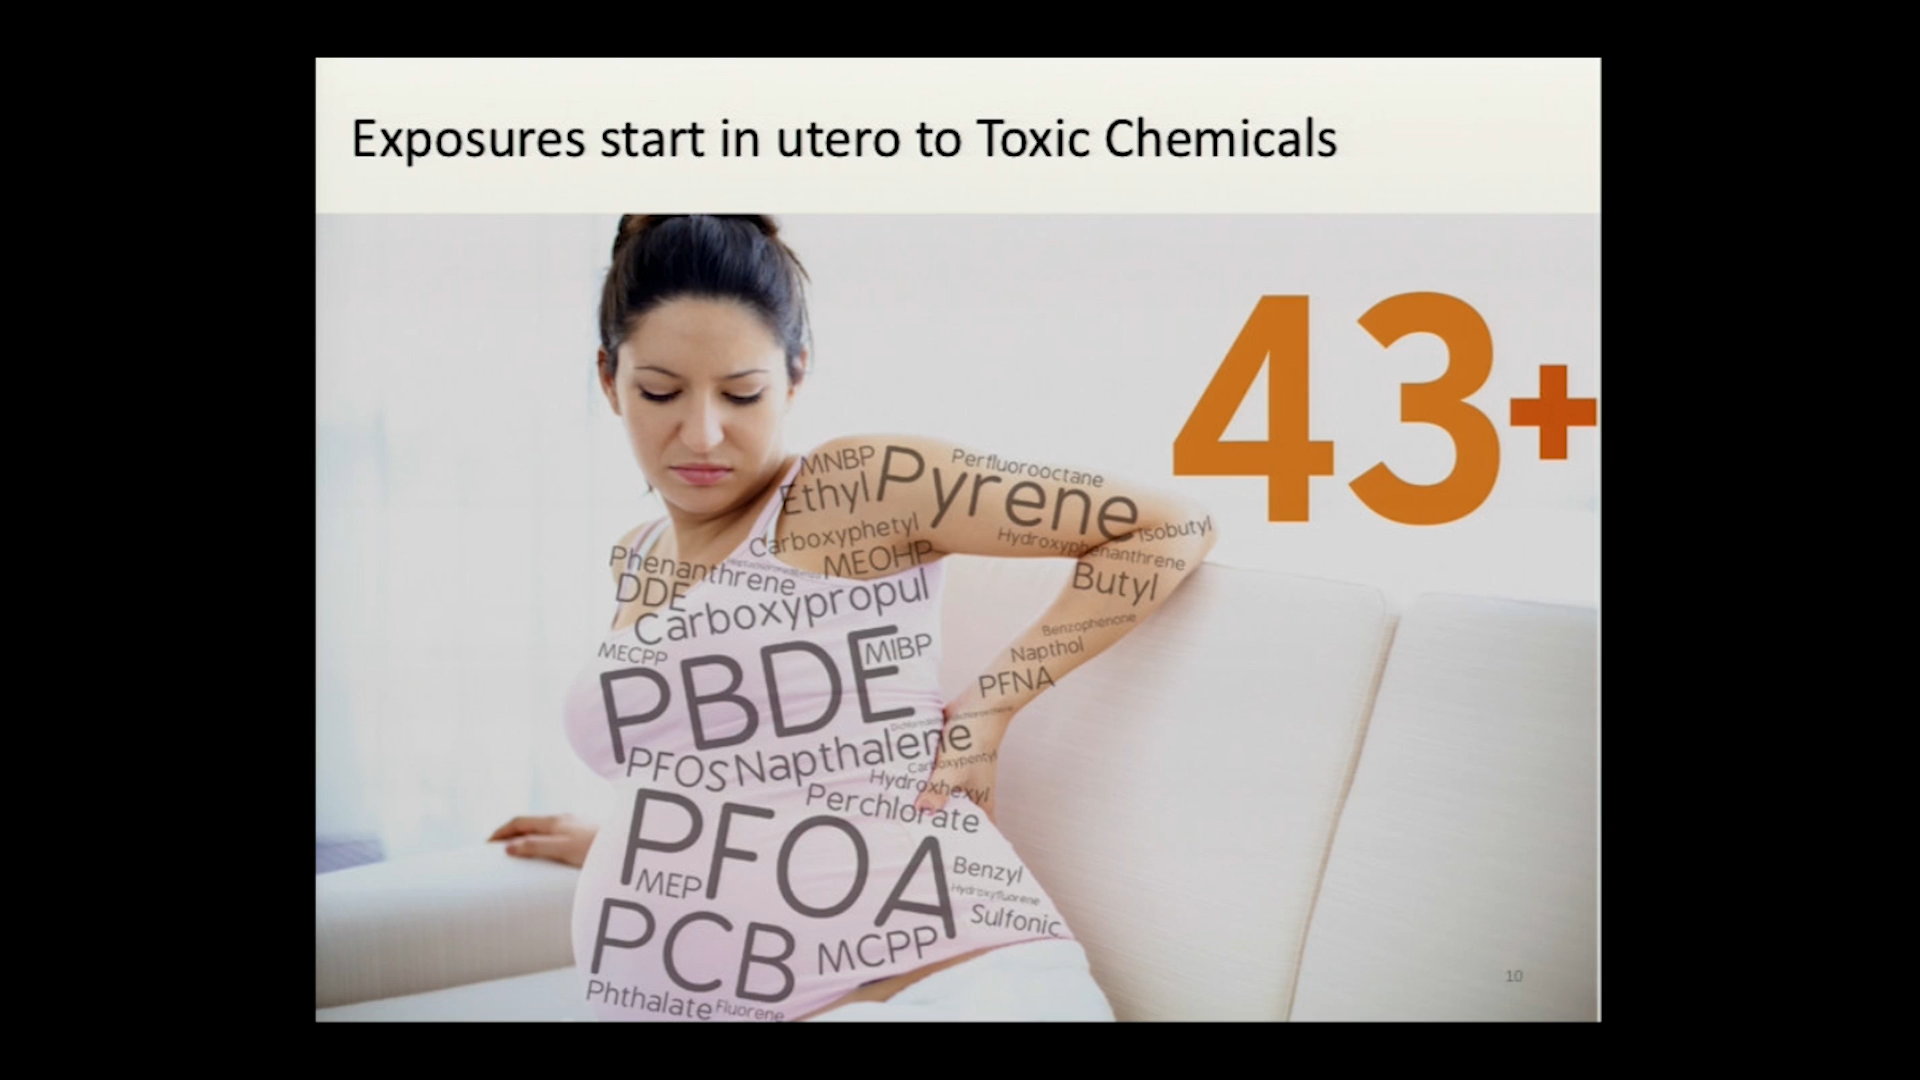 Exposures start in utero to Toxic Chemicals
43+
MNBP
Perfluorooctane
Pyrene
Ethyl
Isobutyl
Carboxyphetyl
Hydroxyphenanthrene
MEOHP
Phenanthrene
Butyl
DDE
Carboxypropul
Benzophenone
MIBP
MECPP
Napthol
PBDE
PFNA
Napthalene
PFOS
Carboxypentyl
Hydroxhexyl
Perchlorate
PFOA
Benzyl
MEP
Hydroxyfluorene
Sulfonic
PCB
MCPP
10
Phthalate
Fluorene